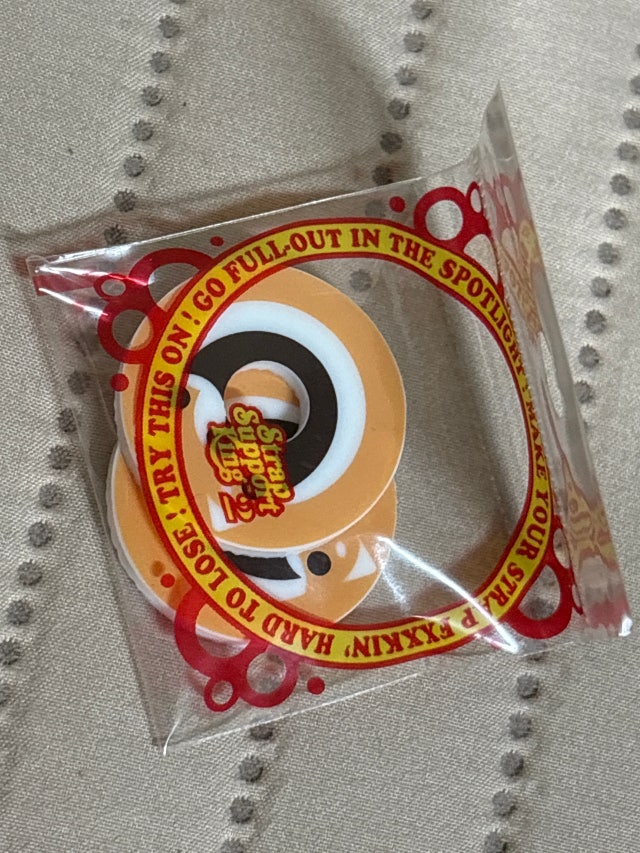 TRY THIS ON ! GO FULL-OUT IN THE SPOTLIGHT ! MAKE YOUR STRAP FXXKIN' HARD TO LOSE !
Strap
Support
King